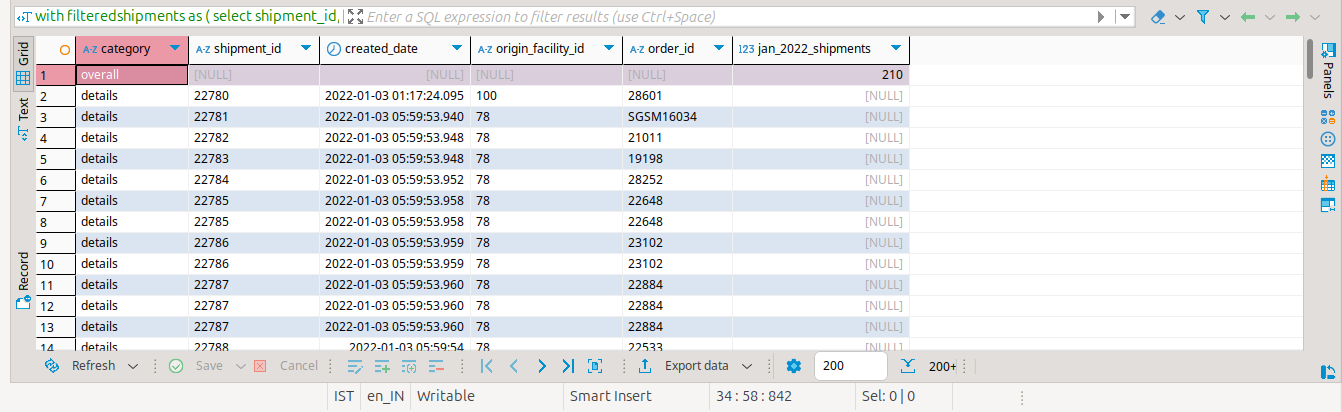 with filteredshipments as ( select shipment_id, Enter a SQL expression to filter results (use Ctrl+Space)
Grid
Text
Record
Panels
A-Z category A-Z shipment_id created_date A-Z origin_facility_id A-Z order_id 123 jan_2022_shipments
1 overall [NULL] [NULL] [NULL] [NULL] 210
2 details 22780 2022-01-03 01:17:24.095 100 28601 [NULL]
3 details 22781 2022-01-03 05:59:53.940 78 SGSM16034 [NULL]
4 details 22782 2022-01-03 05:59:53.948 78 21011 [NULL]
5 details 22783 2022-01-03 05:59:53.948 78 19198 [NULL]
6 details 22784 2022-01-03 05:59:53.952 78 28252 [NULL]
7 details 22785 2022-01-03 05:59:53.958 78 22648 [NULL]
8 details 22785 2022-01-03 05:59:53.958 78 22648 [NULL]
9 details 22786 2022-01-03 05:59:53.959 78 23102 [NULL]
10 details 22786 2022-01-03 05:59:53.959 78 23102 [NULL]
11 details 22787 2022-01-03 05:59:53.960 78 22884 [NULL]
12 details 22787 2022-01-03 05:59:53.960 78 22884 [NULL]
13 details 22787 2022-01-03 05:59:53.960 78 22884 [NULL]
14 details 22788 2022-01-03 05:59:54 78 22533 [NULL]
Refresh Save Cancel Export data 200 200+
IST en_IN Writable Smart Insert 34 : 58 : 842 Sel: 0 | 0